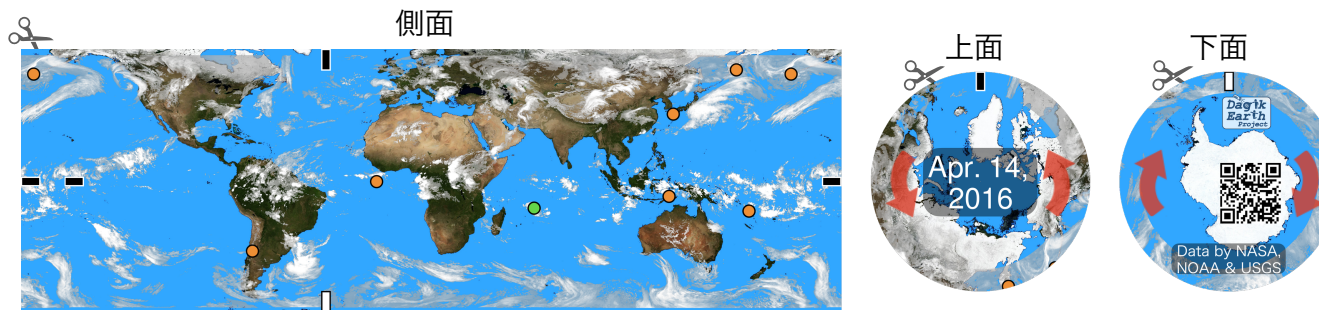 側面
上面
下面
Apr. 14,
2016
Dagik
Earth
Project
Data by NASA,
NOAA & USGS